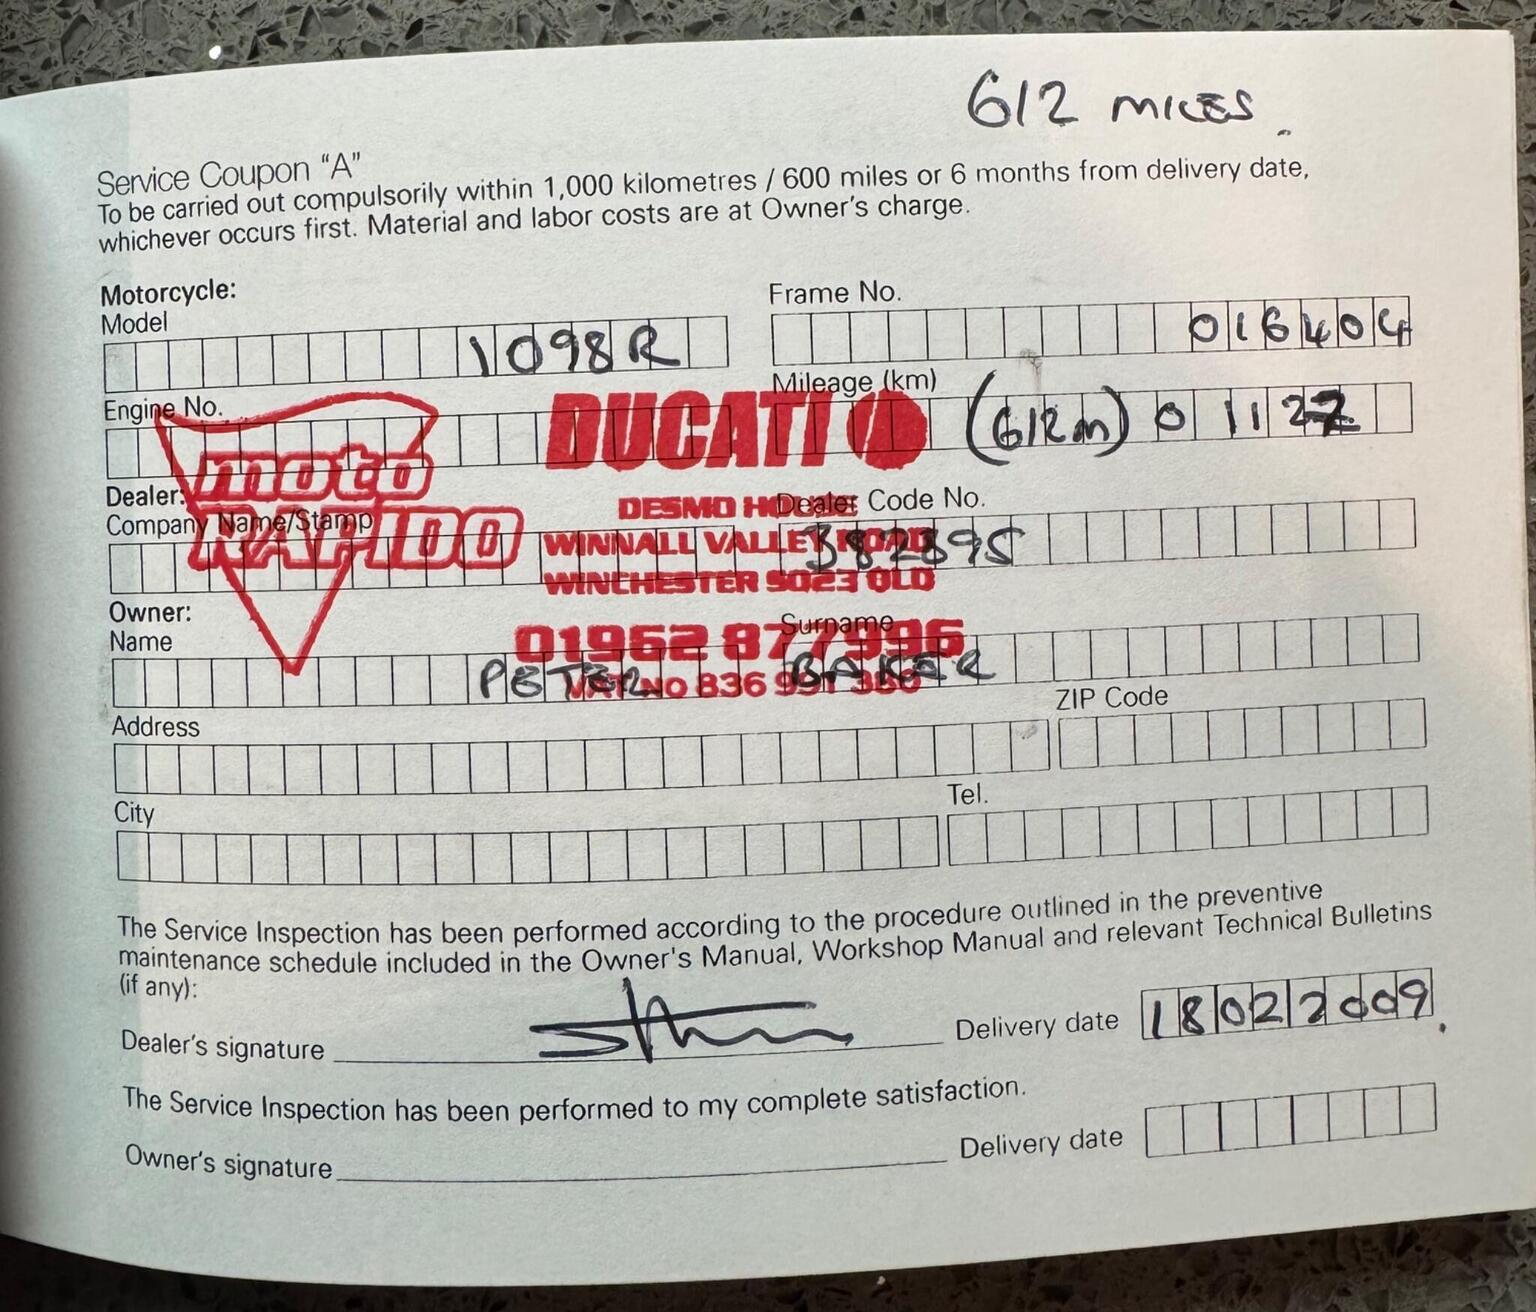 612 MILES.
Service Coupon "A"
To be carried out compulsorily within 1,000 kilometres / 600 miles or 6 months from delivery date,
whichever occurs first. Material and labor costs are at Owner's charge.
Motorcycle:
Model
1098R
Frame No.
016404
Engine No.
Mileage (km)
(612m) 01127
moto
RAPIDO
DUCATI
DESMO HOUSE
WINNALL VALLEY ROAD
WINCHESTER SO23 0LD
01962 877996
VAT No 836 991 380
Dealer:
Company Name/Stamp
Dealer Code No.
382395
Owner:
Name
PETER
Surname
BAKER
Address
ZIP Code
City
Tel.
The Service Inspection has been performed according to the procedure outlined in the preventive
maintenance schedule included in the Owner's Manual, Workshop Manual and relevant Technical Bulletins
(if any):
Dealer's signature
Delivery date
18022009
The Service Inspection has been performed to my complete satisfaction.
Owner's signature
Delivery date